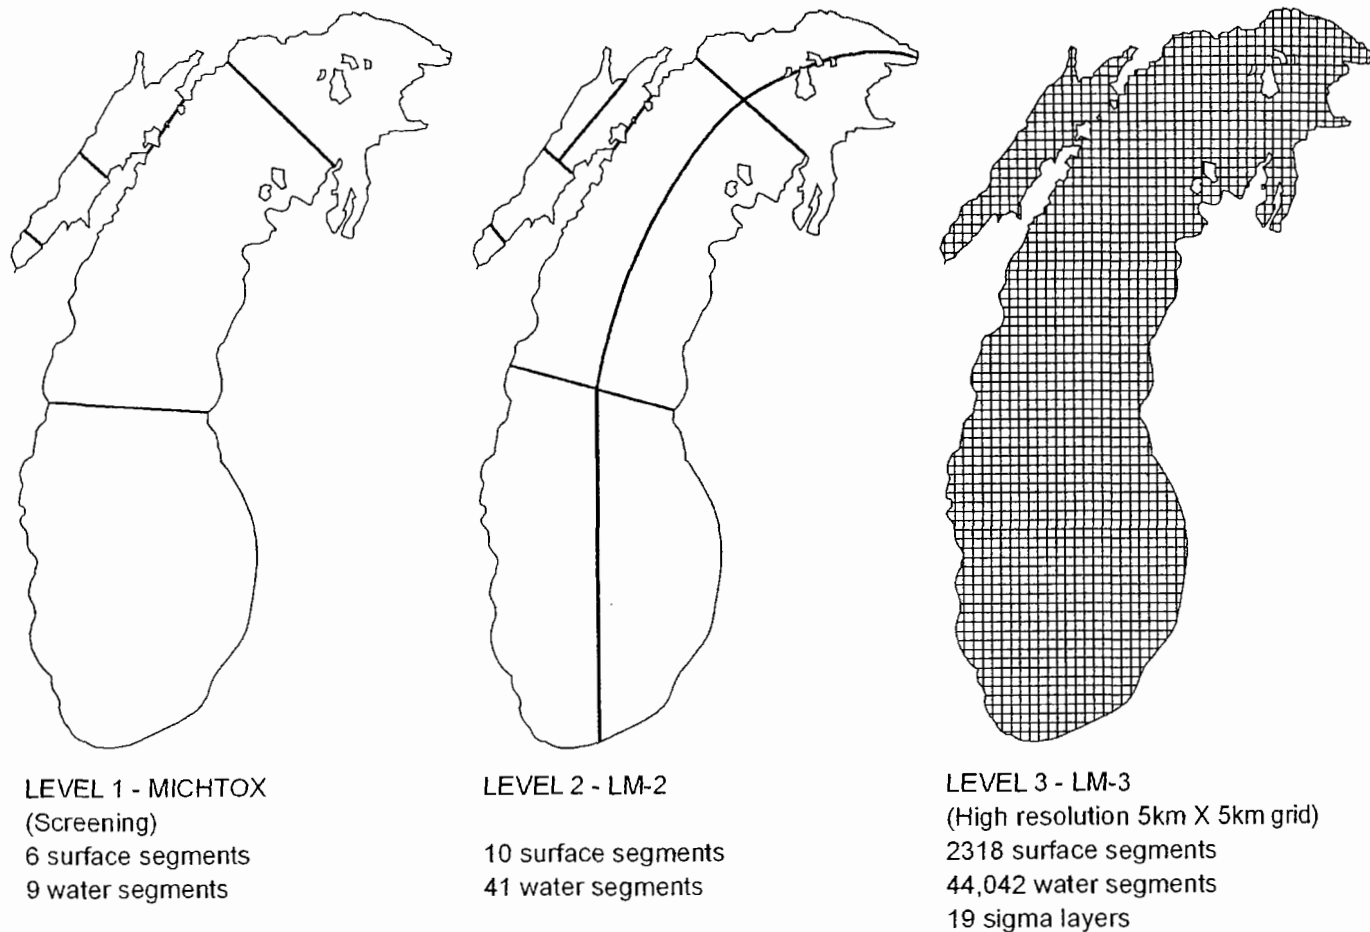 LEVEL 1 - MICHTOX
(Screening)
6 surface segments
9 water segments
LEVEL 2 - LM-2
10 surface segments
41 water segments
LEVEL 3 - LM-3
(High resolution 5km X 5km grid)
2318 surface segments
44,042 water segments
19 sigma layers